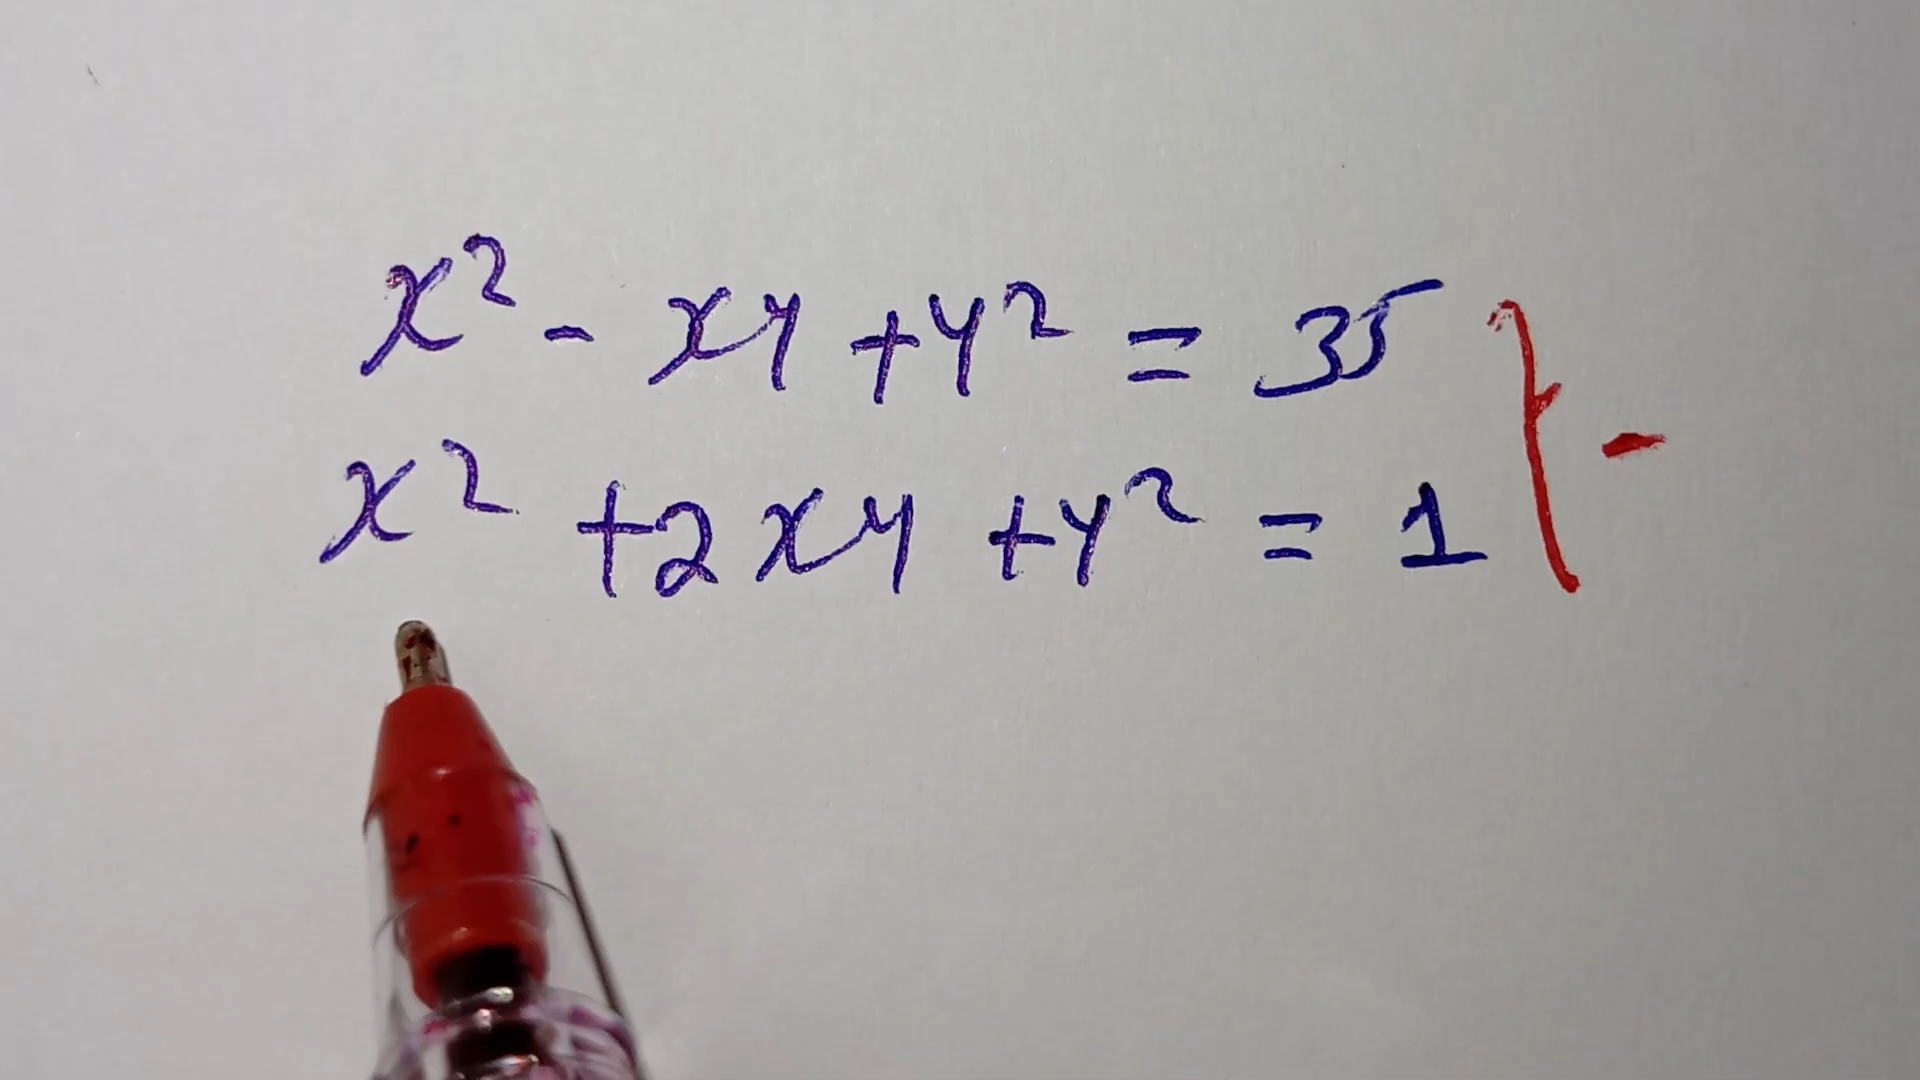 x² - xy + y² = 35
x² + 2xy + y² = 1 } -